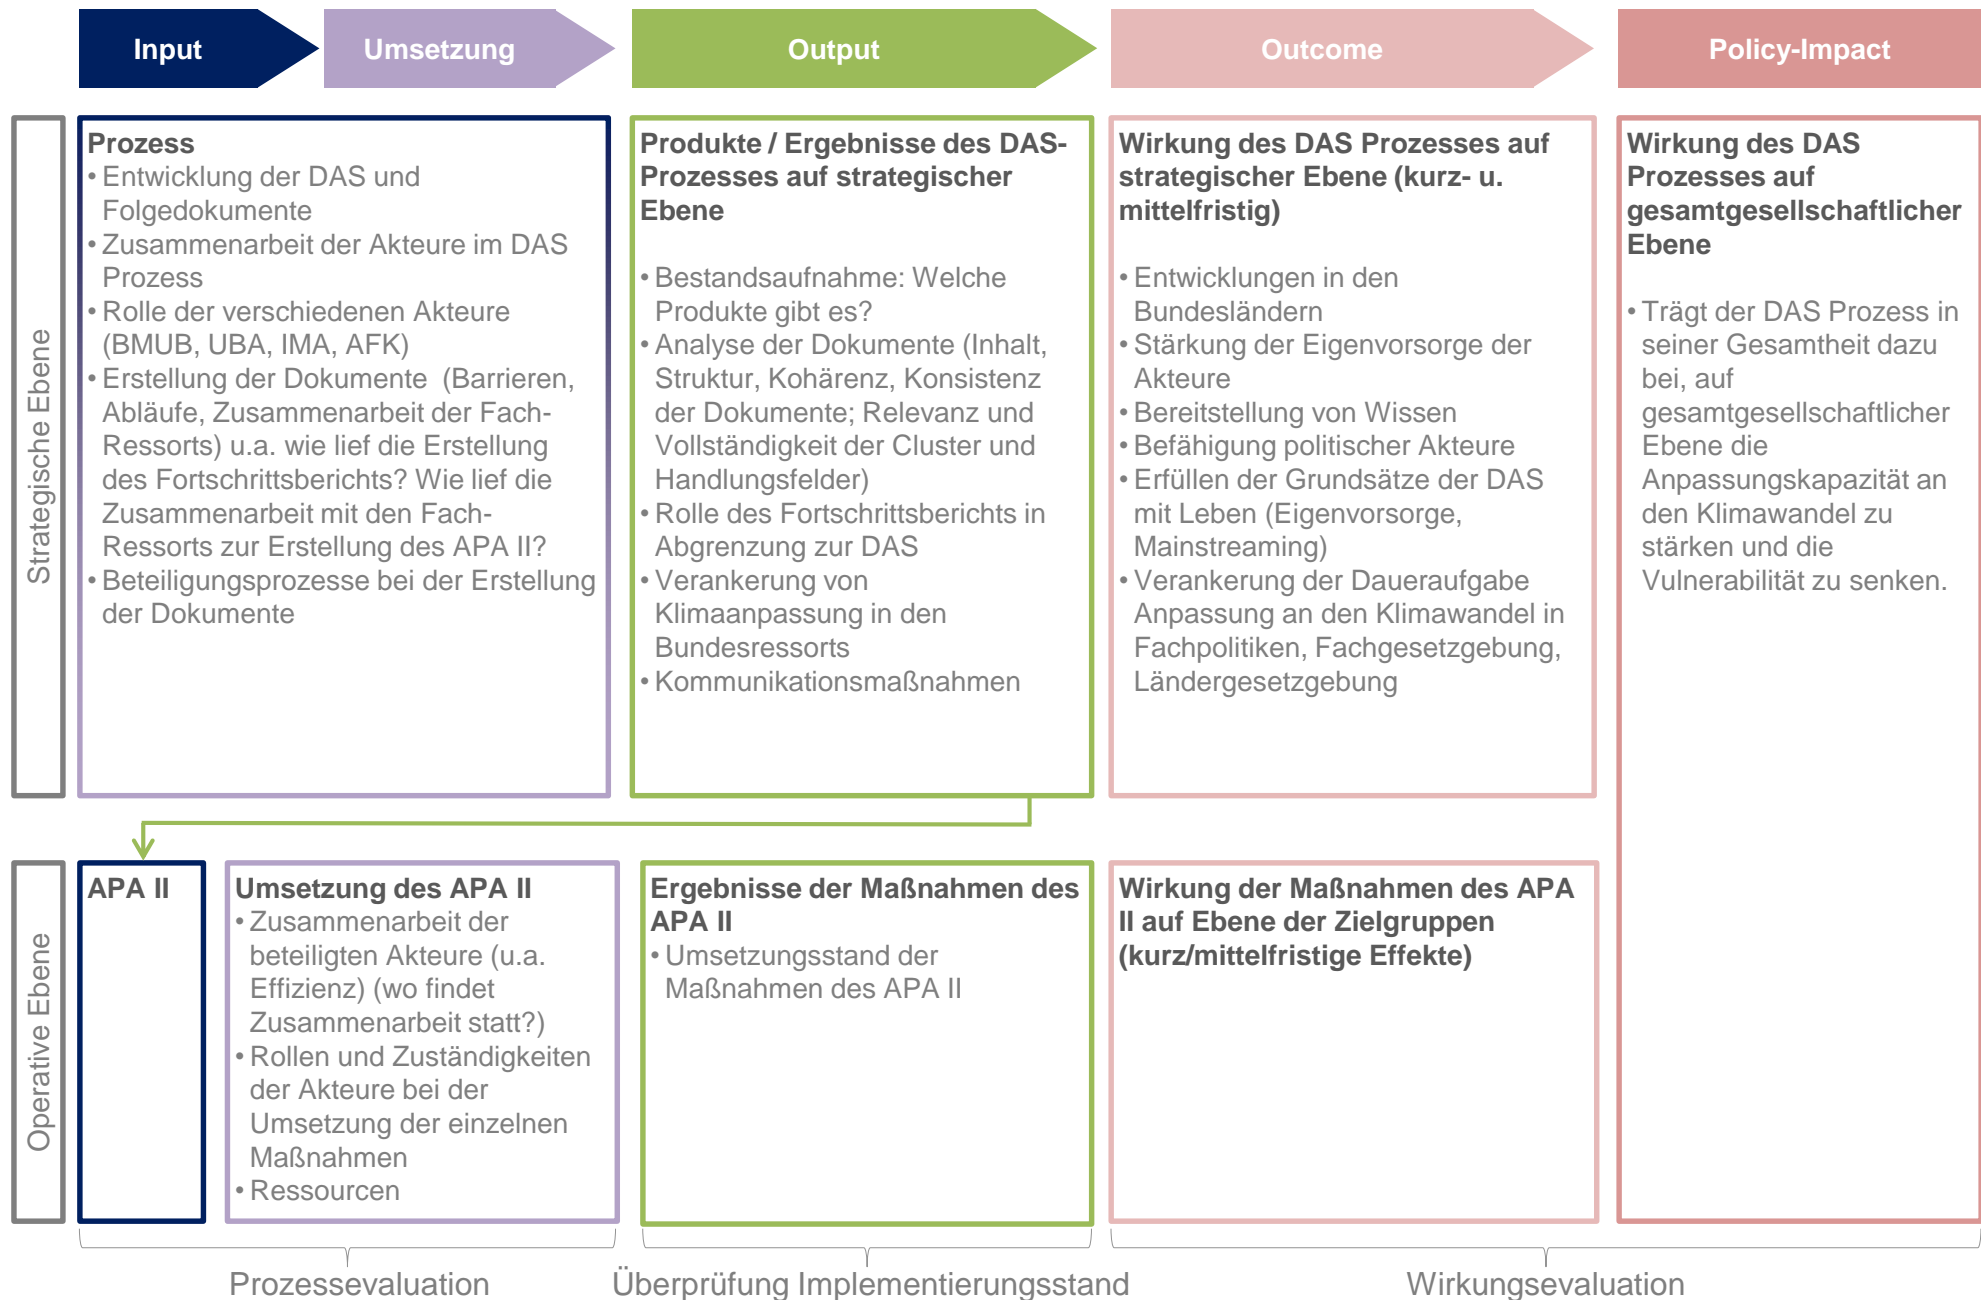 Input
Umsetzung
Output
Outcome
Policy-Impact
Strategische Ebene
Prozess
• Entwicklung der DAS und
Folgedokumente
• Zusammenarbeit der Akteure im DAS
Prozess
• Rolle der verschiedenen Akteure
(BMUB, UBA, IMA, AFK)
• Erstellung der Dokumente (Barrieren,
Abläufe, Zusammenarbeit der Fach-
Ressorts) u.a. wie lief die Erstellung
des Fortschrittsberichts? Wie lief die
Zusammenarbeit mit den Fach-
Ressorts zur Erstellung des APA II?
• Beteiligungsprozesse bei der Erstellung
der Dokumente
Produkte / Ergebnisse des DAS-
Prozesses auf strategischer
Ebene
• Bestandsaufnahme: Welche
Produkte gibt es?
• Analyse der Dokumente (Inhalt,
Struktur, Kohärenz, Konsistenz
der Dokumente; Relevanz und
Vollständigkeit der Cluster und
Handlungsfelder)
• Rolle des Fortschrittsberichts in
Abgrenzung zur DAS
• Verankerung von
Klimaanpassung in den
Bundesressorts
• Kommunikationsmaßnahmen
Wirkung des DAS Prozesses auf
strategischer Ebene (kurz- u.
mittelfristig)
• Entwicklungen in den
Bundesländern
• Stärkung der Eigenvorsorge der
Akteure
• Bereitstellung von Wissen
• Befähigung politischer Akteure
• Erfüllen der Grundsätze der DAS
mit Leben (Eigenvorsorge,
Mainstreaming)
• Verankerung der Daueraufgabe
Anpassung an den Klimawandel in
Fachpolitiken, Fachgesetzgebung,
Ländergesetzgebung
Wirkung des DAS
Prozesses auf
gesamtgesellschaftlicher
Ebene
• Trägt der DAS Prozess in
seiner Gesamtheit dazu
bei, auf
gesamtgesellschaftlicher
Ebene die
Anpassungskapazität an
den Klimawandel zu
stärken und die
Vulnerabilität zu senken.
Operative Ebene
APA II
Umsetzung des APA II
• Zusammenarbeit der
beteiligten Akteure (u.a.
Effizienz) (wo findet
Zusammenarbeit statt?)
• Rollen und Zuständigkeiten
der Akteure bei der
Umsetzung der einzelnen
Maßnahmen
• Ressourcen
Ergebnisse der Maßnahmen des
APA II
• Umsetzungsstand der
Maßnahmen des APA II
Wirkung der Maßnahmen des APA
II auf Ebene der Zielgruppen
(kurz/mittelfristige Effekte)
Prozessevaluation
Überprüfung Implementierungsstand
Wirkungsevaluation